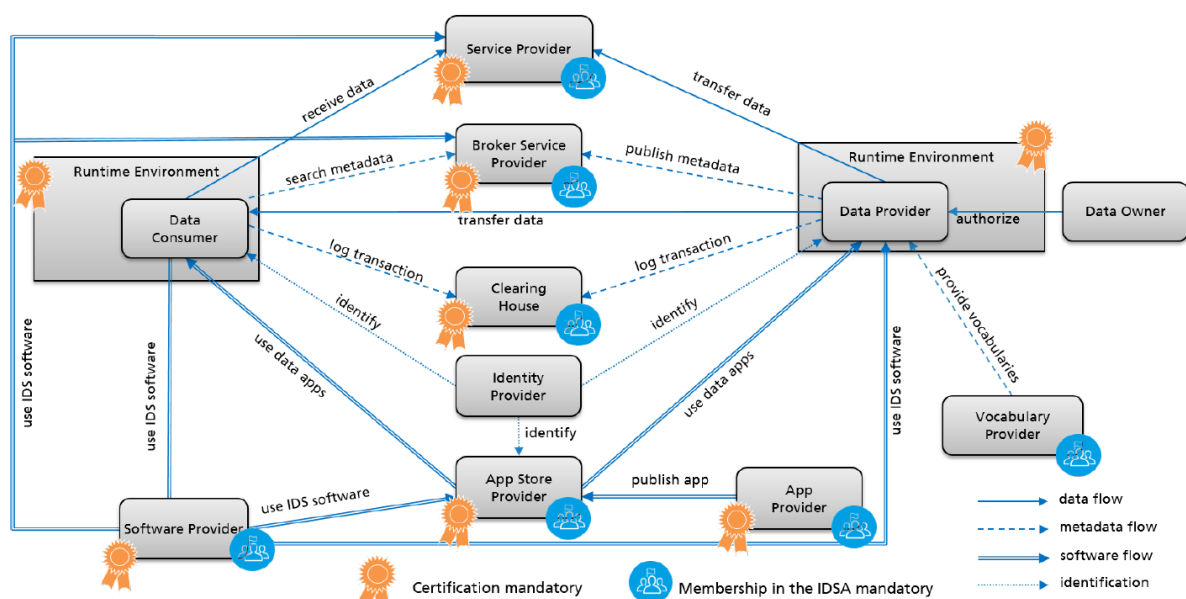 Service Provider
receive data
transfer data
Broker Service
Provider
search metadata
publish metadata
Runtime Environment
Runtime Environment
Data
Consumer
transfer data
Data Provider
authorize
Data Owner
log transaction
log transaction
Clearing
House
identify
identify
provide vocabularies
use IDS software
use IDS software
use data apps
use data apps
use IDS software
Identity
Provider
identify
Vocabulary
Provider
App Store
Provider
publish app
App
Provider
use IDS software
Software Provider
data flow
metadata flow
software flow
identification
Certification mandatory
Membership in the IDSA mandatory